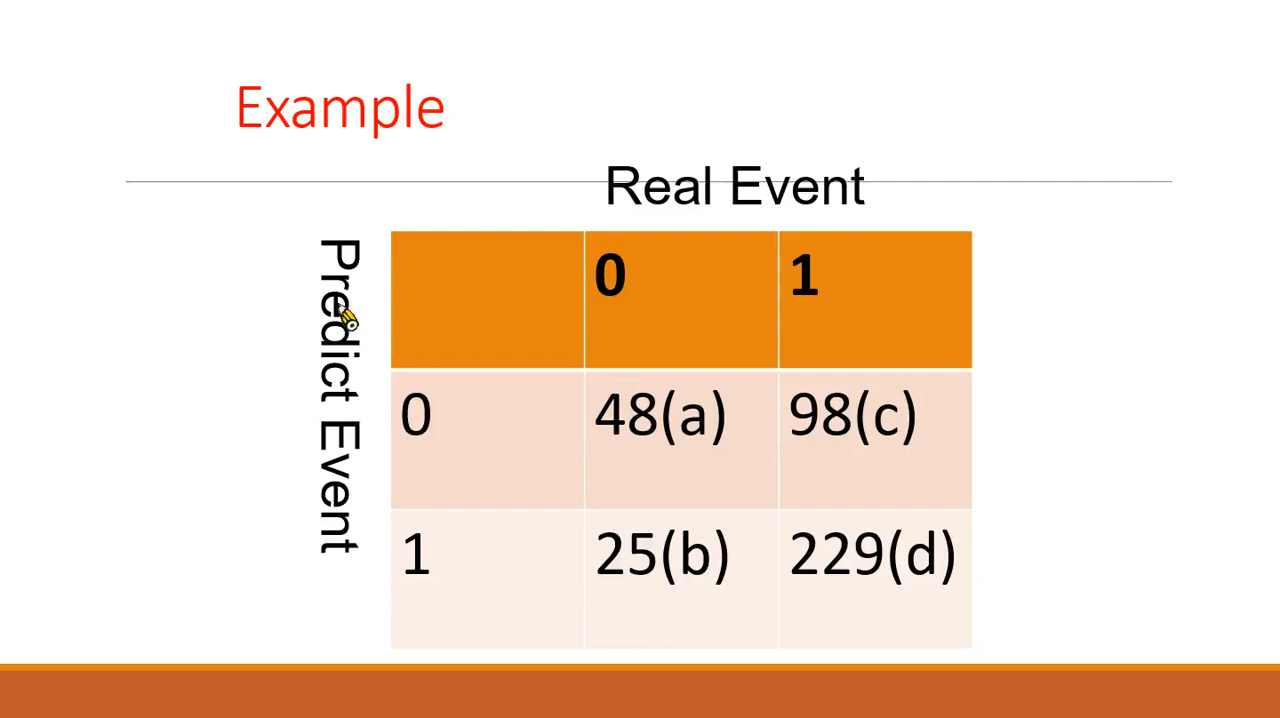 Example
Real Event
Predict Event
0 1
0 48(a) 98(c)
1 25(b) 229(d)